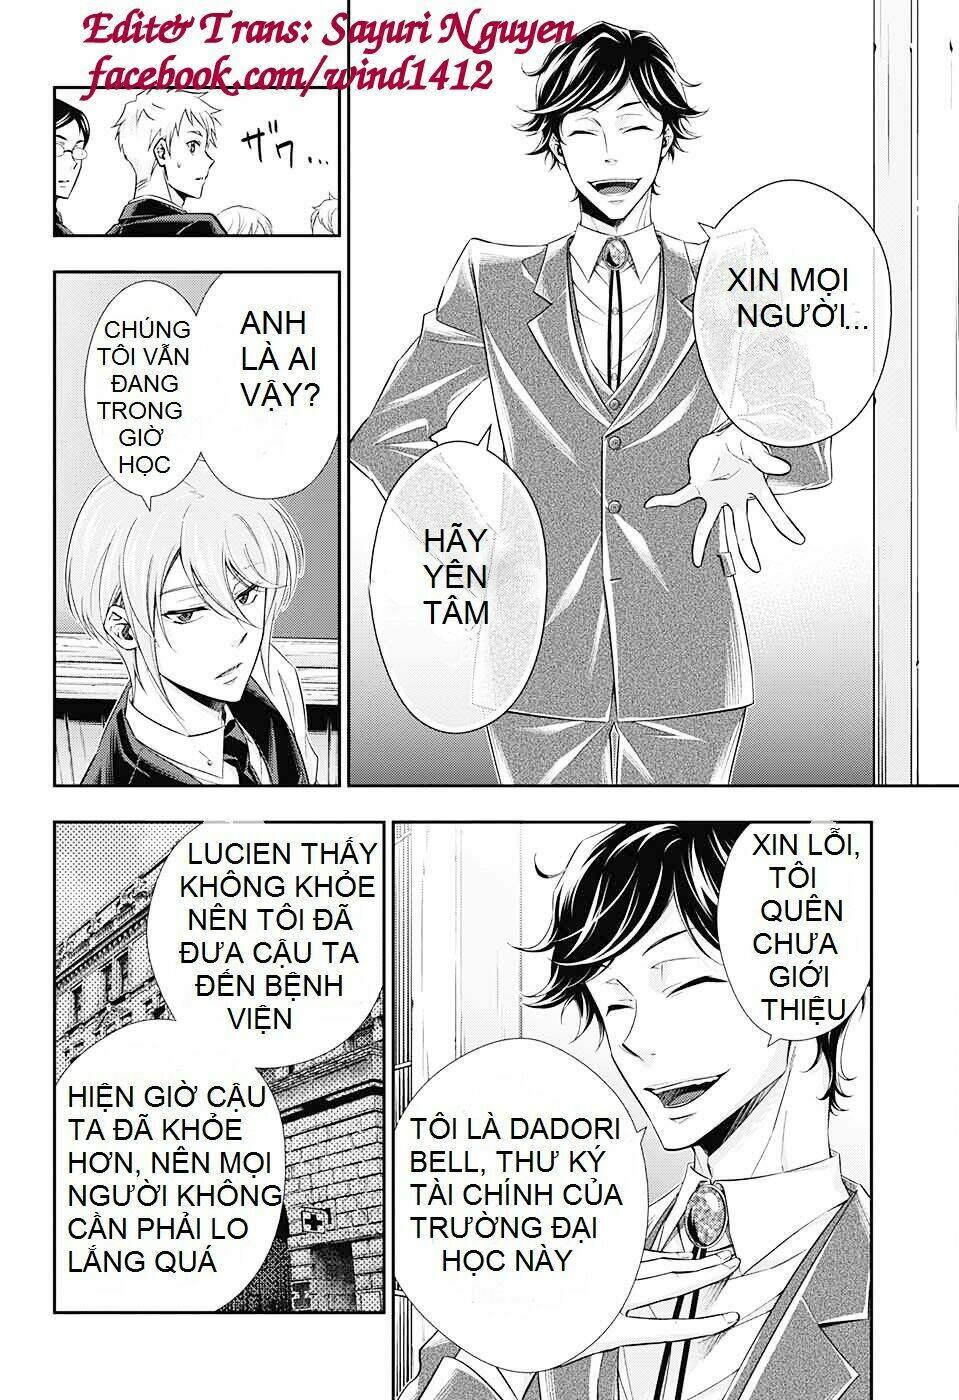 Edit& Trans: Sayuri Nguyen
facebook.com/wind1412
XIN MỌI
NGƯỜI...
HÃY
YÊN
TÂM
ザワ...
ANH
LÀ AI
VẬY?
CHÚNG
TÔI VẪN
ĐANG
TRONG
GIỜ
HỌC
XIN LỖI,
TÔI
QUÊN
CHƯA
GIỚI
THIỆU
TÔI LÀ DADORI
BELL, THƯ KÝ
TÀI CHÍNH CỦA
TRƯỜNG ĐẠI
HỌC NÀY
LUCIEN THẤY
KHÔNG KHỎE
NÊN TÔI ĐÃ
ĐƯA CẬU TA
ĐẾN BỆNH
VIỆN
HIỆN GIỜ CẬU
TA ĐÃ KHỎE
HƠN, NÊN MỌI
NGƯỜI KHÔNG
CẦN PHẢI LO
LẮNG QUÁ